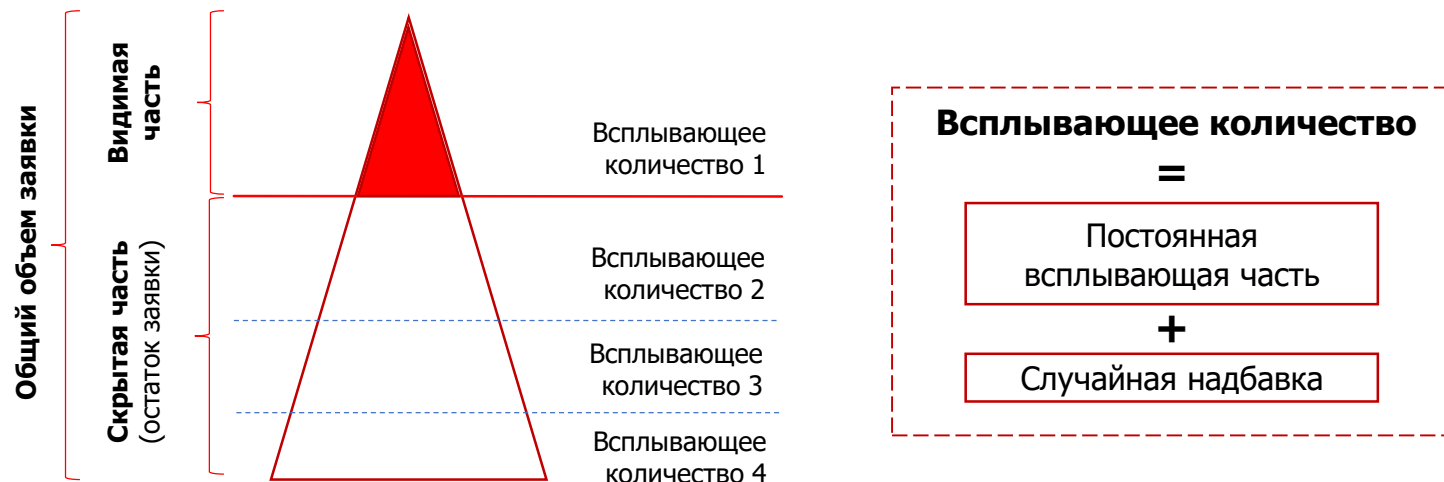 Общий объем заявки
Видимая
часть
Скрытая часть
(остаток заявки)
Всплывающее
количество 1
Всплывающее
количество 2
Всплывающее
количество 3
Всплывающее
количество 4
Всплывающее количество
=
Постоянная
всплывающая часть
+
Случайная надбавка